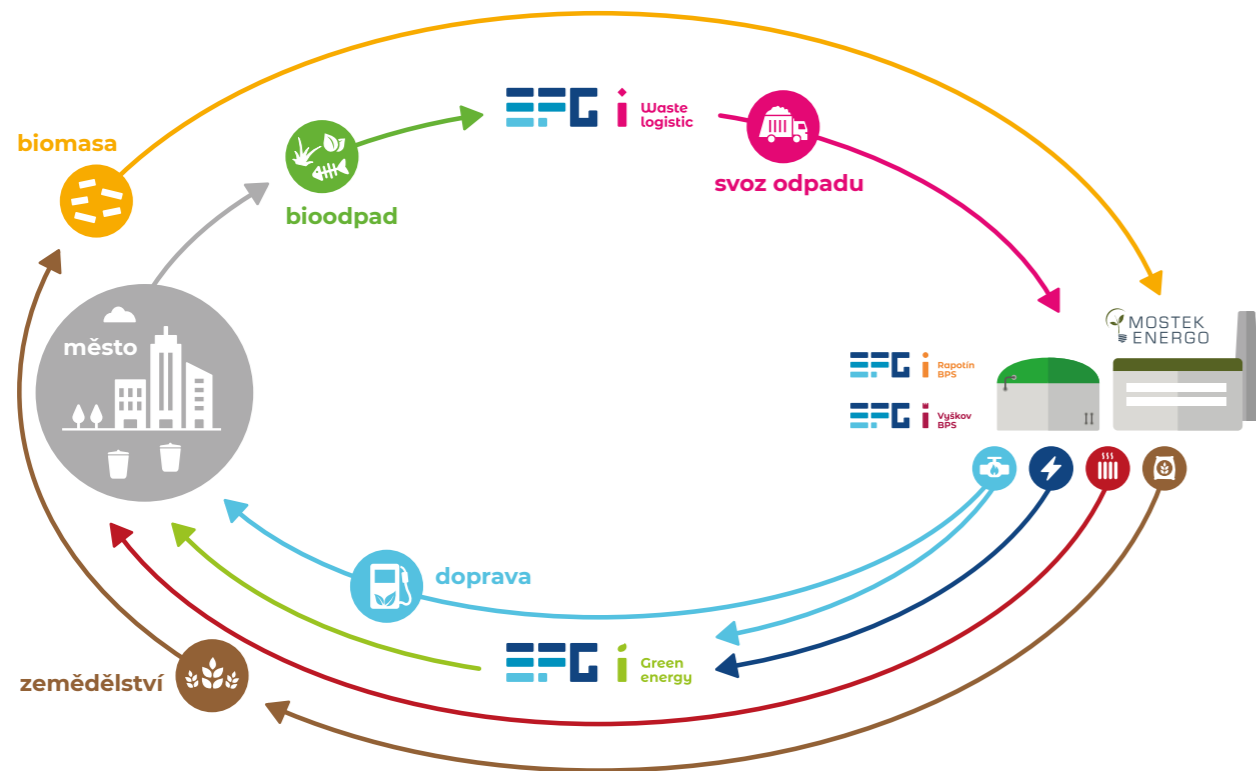 EFG i Waste
logistic
biomasa
svoz odpadu
bioodpad
město
MOSTEK
ENERGO
EFG i Rapotín
BPS
EFG i Vyškov
BPS
doprava
EFG i Green
energy
zemědělství